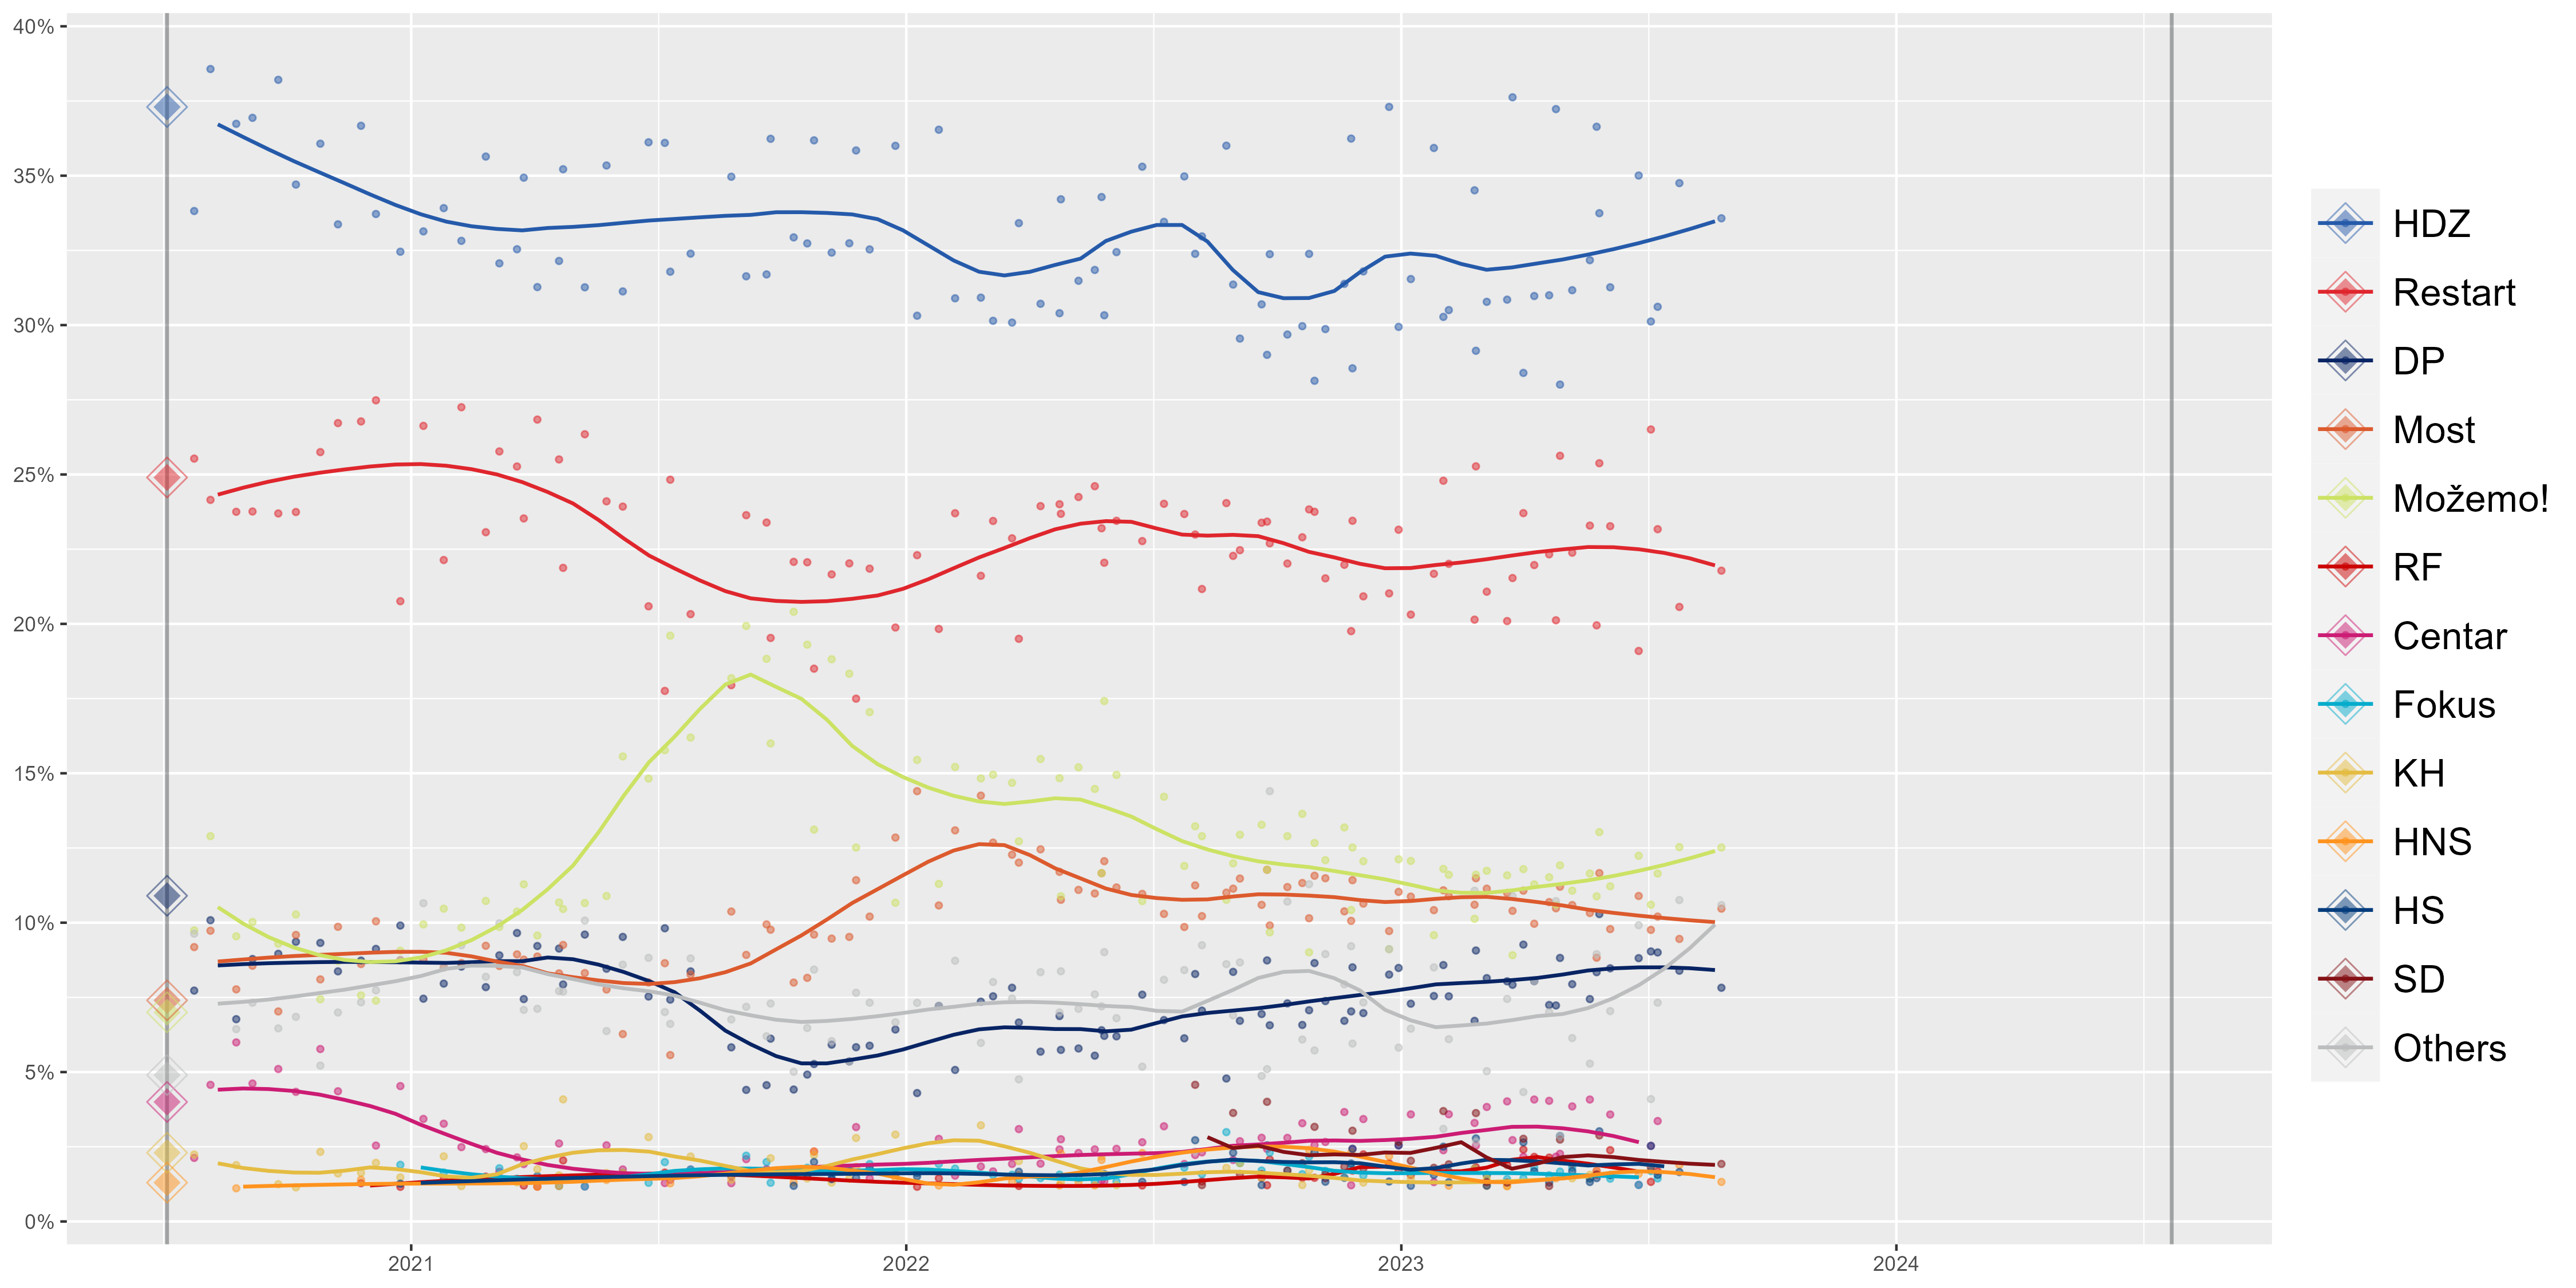 40%
35%
30%
25%
20%
15%
10%
5%
0%
2021
2022
2023
2024
HDZ
Restart
DP
Most
Možemo!
RF
Centar
Fokus
KH
HNS
HS
SD
Others